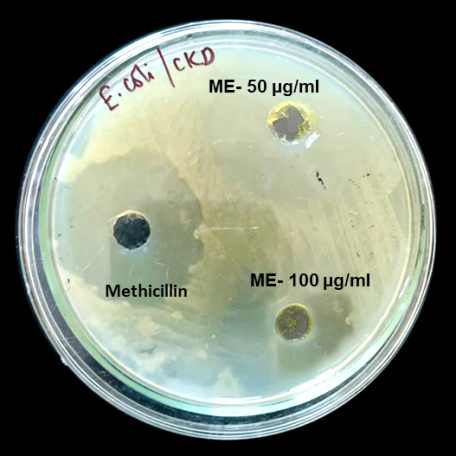 E. coli / CKD
ME- 50 µg/ml
Methicillin
ME- 100 µg/ml